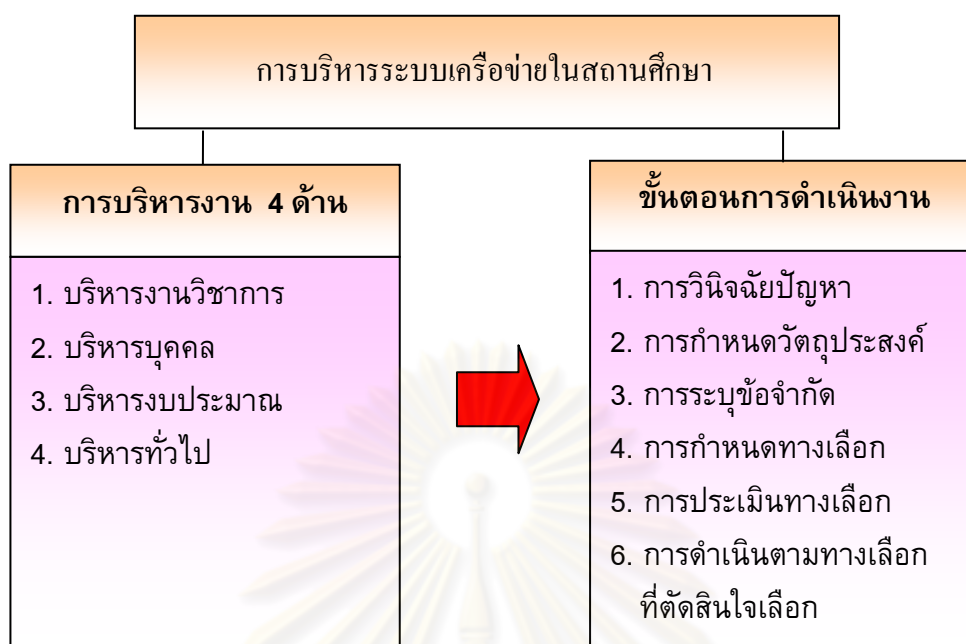 การบริหารระบบเครือข่ายในสถานศึกษา
การบริหารงาน 4 ด้าน
1. บริหารงานวิชาการ
2. บริหารบุคคล
3. บริหารงบประมาณ
4. บริหารทั่วไป
ขั้นตอนการดำเนินงาน
1. การวินิจฉัยปัญหา
2. การกำหนดวัตถุประสงค์
3. การระบุข้อจำกัด
4. การกำหนดทางเลือก
5. การประเมินทางเลือก
6. การดำเนินตามทางเลือก
ที่ตัดสินใจเลือก